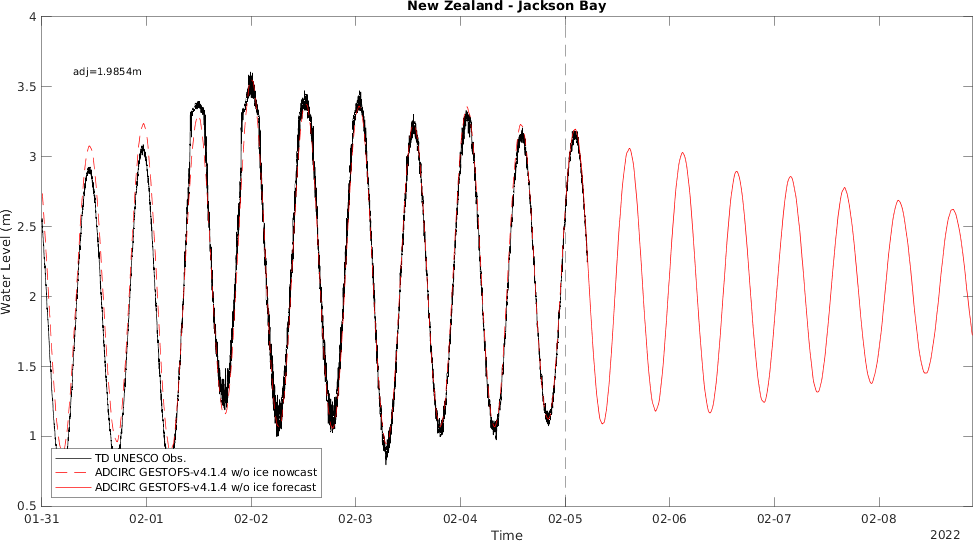 New Zealand - Jackson Bay
adj=1.9854m
4
3.5
3
2.5
2
1.5
1
0.5
Water Level (m)
TD UNESCO Obs.
ADCIRC GESTOFS-v4.1.4 w/o ice nowcast
ADCIRC GESTOFS-v4.1.4 w/o ice forecast
01-31 02-01 02-02 02-03 02-04 02-05 02-06 02-07 02-08
Time
2022